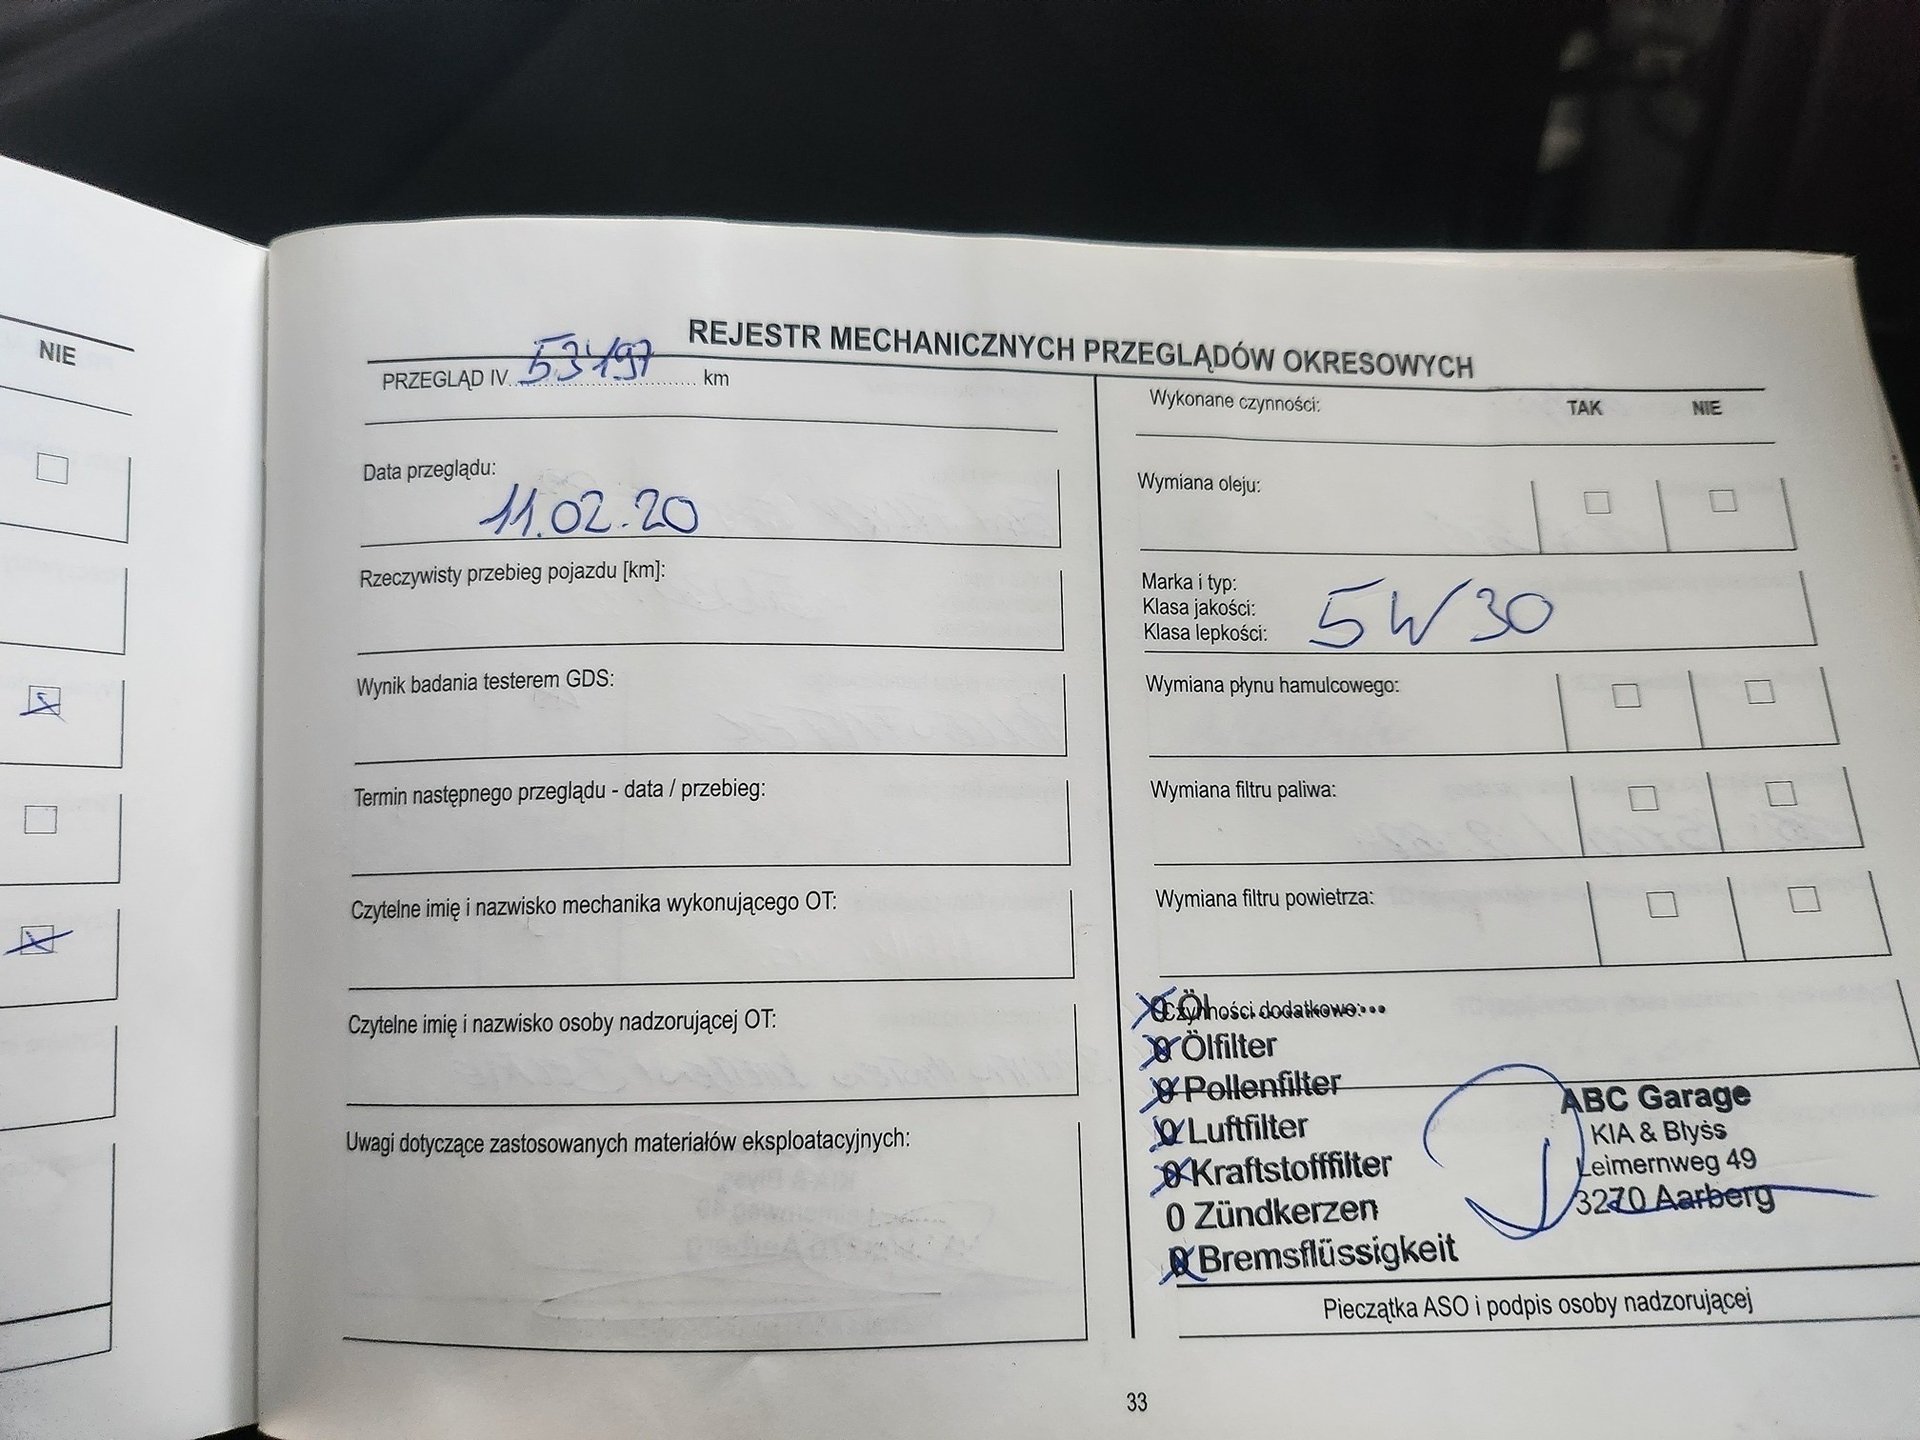 NIE
REJESTR MECHANICZNYCH PRZEGLĄDÓW OKRESOWYCH
PRZEGLĄD IV 53'197 km
Data przeglądu:
11.02.20
Rzeczywisty przebieg pojazdu [km]:
Wynik badania testerem GDS:
Termin następnego przeglądu - data / przebieg:
Czytelne imię i nazwisko mechanika wykonującego OT:
Czytelne imię i nazwisko osoby nadzorującej OT:
Uwagi dotyczące zastosowanych materiałów eksploatacyjnych:
Wykonane czynności: TAK NIE
Wymiana oleju:
Marka i typ:
Klasa jakości:
Klasa lepkości:
5W30
Wymiana płynu hamulcowego:
Wymiana filtru paliwa:
Wymiana filtru powietrza:
Czynności dodatkowe:
0 Öl
0 Ölfilter
0 Pollenfilter
0 Luftfilter
0 Kraftstofffilter
0 Zündkerzen
0 Bremsflüssigkeit
ABC Garage
KIA & Blyss
Leimernweg 49
3270 Aarberg
Pieczątka ASO i podpis osoby nadzorującej
33